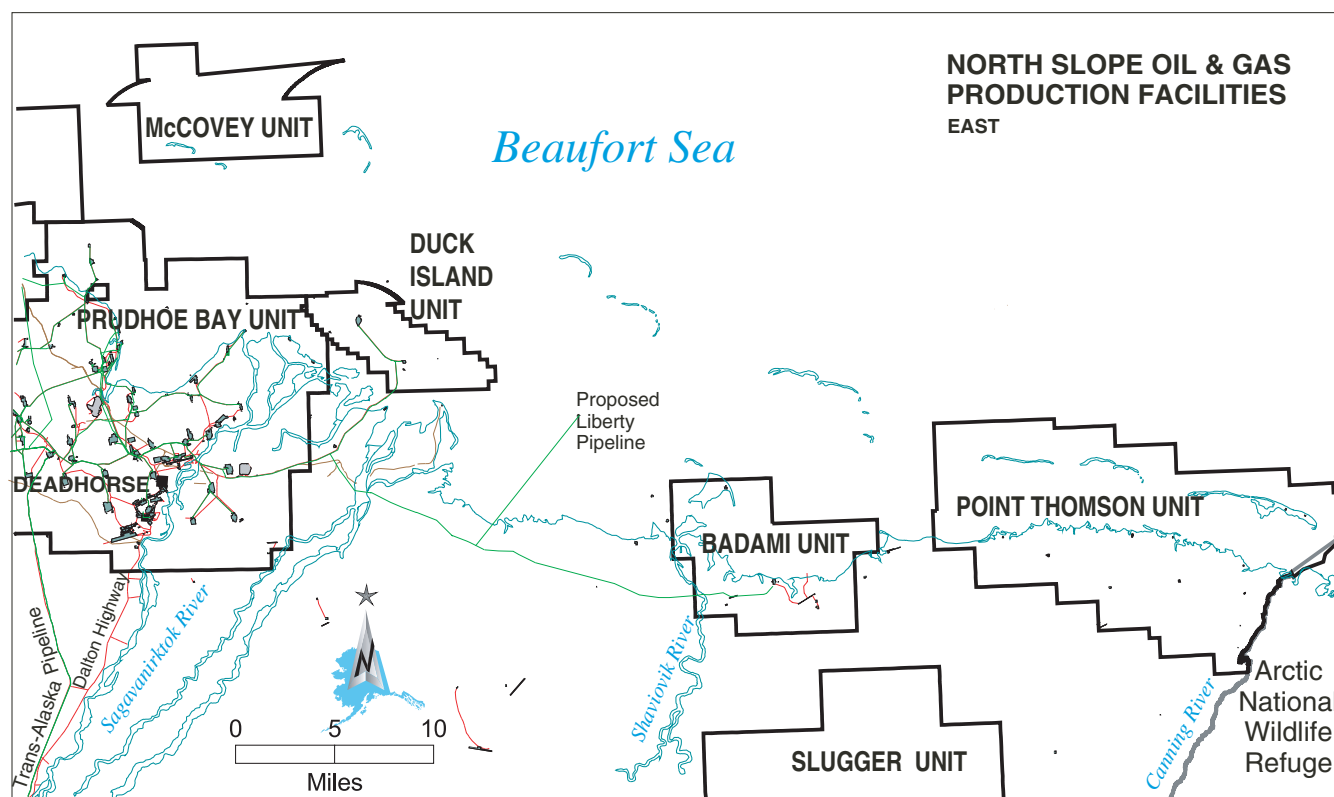 NORTH SLOPE OIL & GAS
PRODUCTION FACILITIES
EAST
McCOVEY UNIT
Beaufort Sea
DUCK
ISLAND
UNIT
PRUDHOE BAY UNIT
Proposed
Liberty
Pipeline
DEADHORSE
POINT THOMSON UNIT
BADAMI UNIT
Trans-Alaska Pipeline
Dalton Highway
Sagavanirktok River
N
Shaviovik River
Canning River
Arctic
National
Wildlife
Refuge
0 5 10
Miles
SLUGGER UNIT